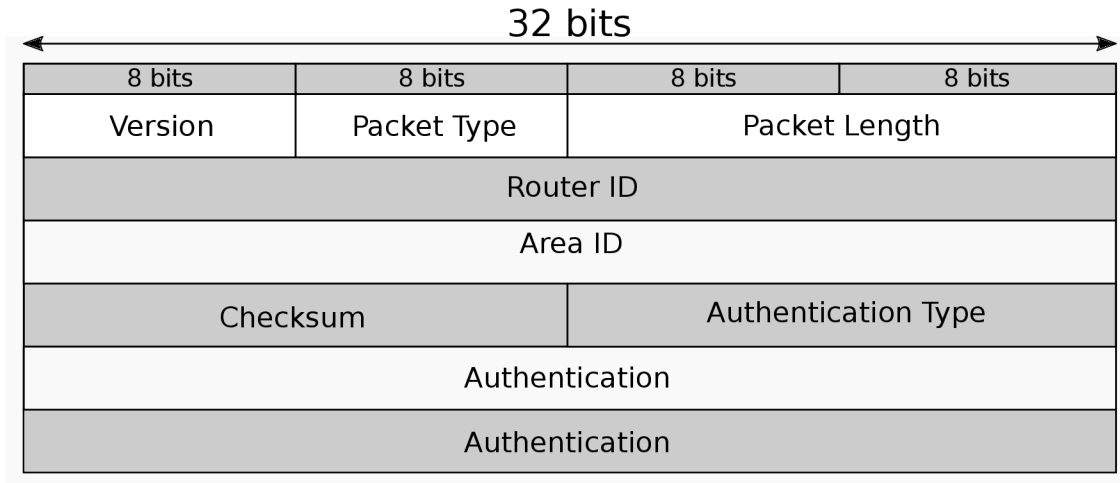 32 bits
8 bits 8 bits 8 bits 8 bits
Version Packet Type Packet Length
Router ID
Area ID
Checksum Authentication Type
Authentication
Authentication